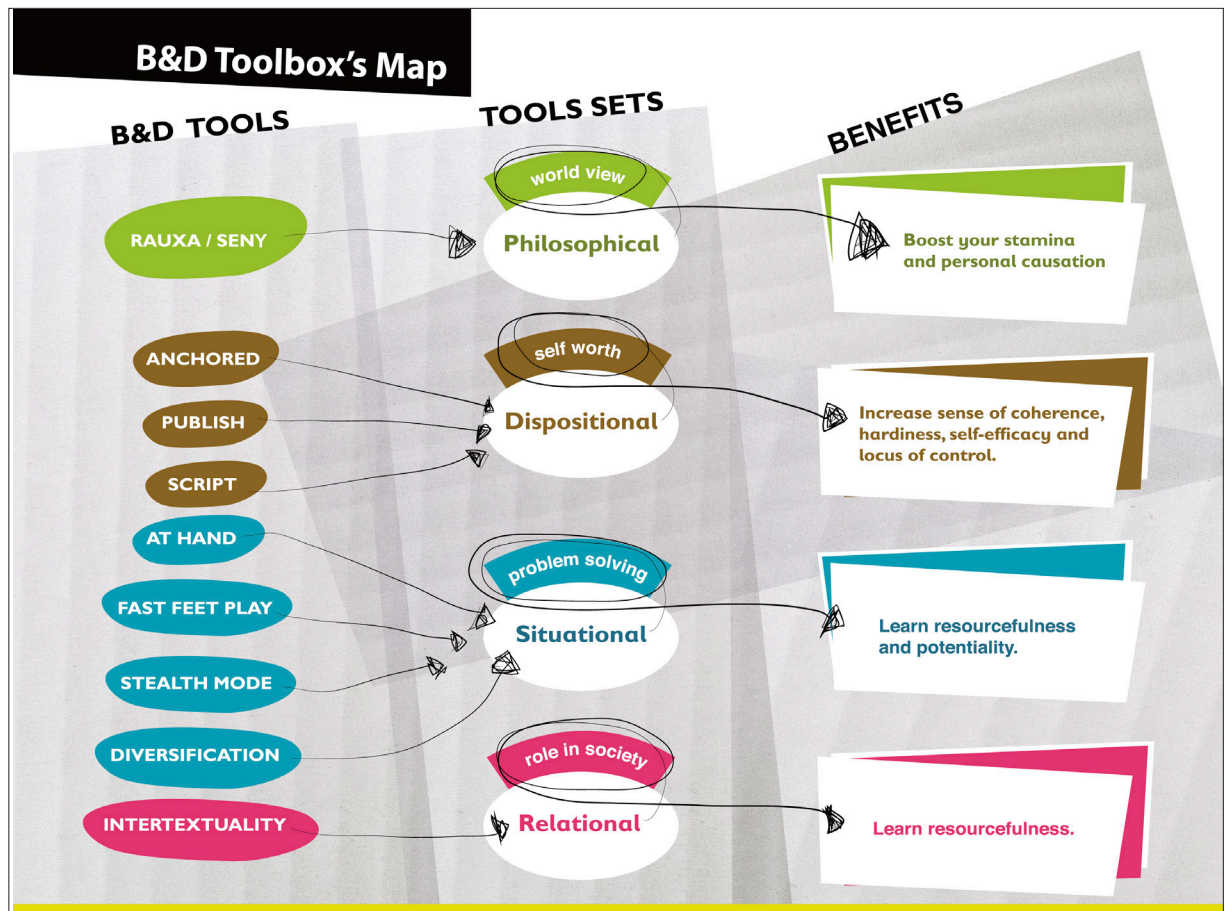 B&D Toolbox's Map
B&D TOOLS
TOOLS SETS
BENEFITS
RAUXA / SENY
world view
Philosophical
Boost your stamina
and personal causation
ANCHORED
PUBLISH
SCRIPT
self worth
Dispositional
Increase sense of coherence,
hardiness, self-efficacy and
locus of control.
AT HAND
FAST FEET PLAY
STEALTH MODE
DIVERSIFICATION
problem solving
Situational
Learn resourcefulness
and potentiality.
INTERTEXTUALITY
role in society
Relational
Learn resourcefulness.